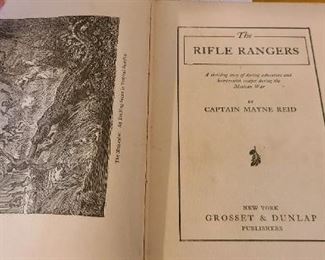 The
RIFLE RANGERS
A thrilling story of daring adventure and
hairbreadth escapes during the
Mexican War
BY
CAPTAIN MAYNE REID
NEW YORK
GROSSET & DUNLAP
PUBLISHERS
The